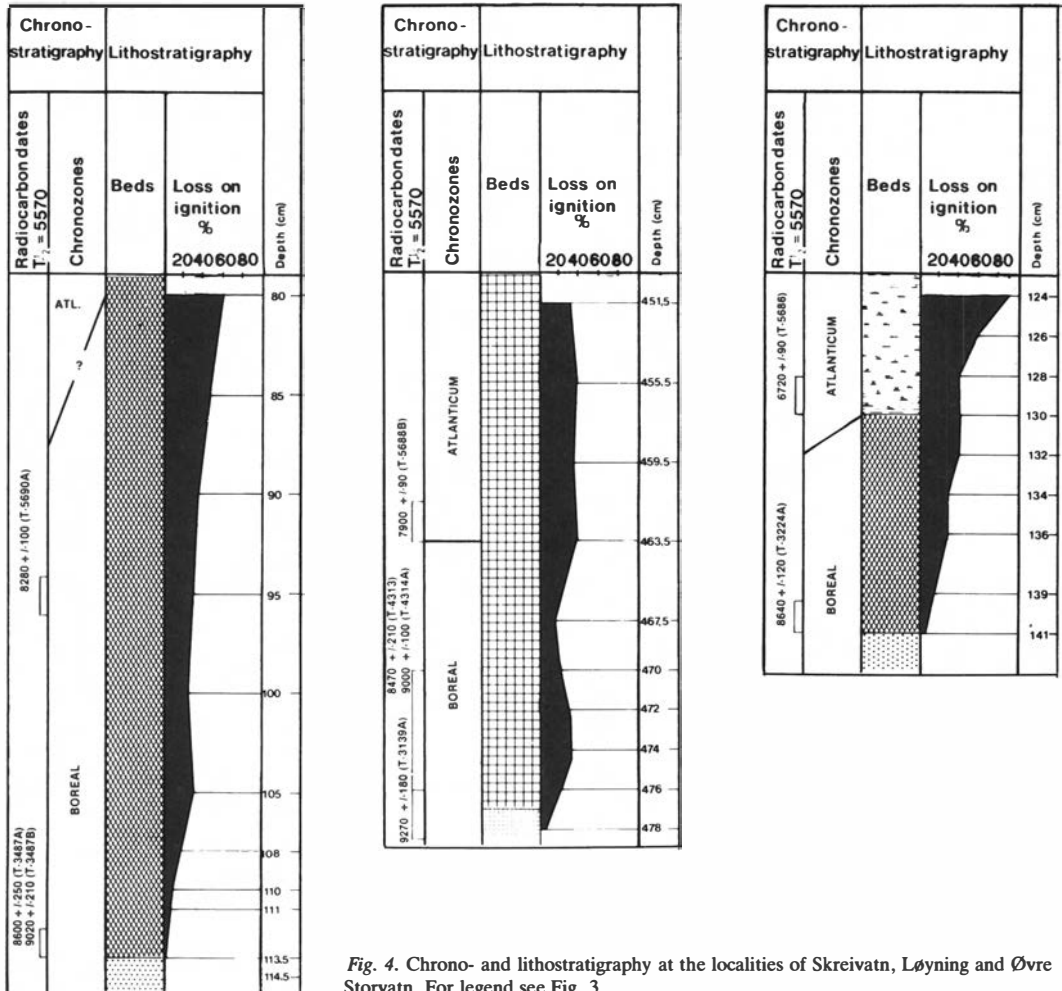 Chrono-
stratigraphy
Lithostratigraphy
Radiocarbon dates
T½ = 5570
Chronozones
Beds
Loss on
ignition
%
20406080
Depth (cm)
ATL.
?
BOREAL
8280 +/-100 (T-5690A)
8600 +/-250 (T-3487A)
9020 +/-210 (T-3487B)
80
85
90
95
100
105
108
110
111
113.5
114.5
Chrono-
stratigraphy
Lithostratigraphy
Radiocarbon dates
T½ = 5570
Chronozones
Beds
Loss on
ignition
%
20406080
Depth (cm)
ATLANTICUM
BOREAL
7900 +/-90 (T-5688B)
8470 +/-210 (T-4313)
9000 +/-100 (T-4314A)
9270 +/-180 (T-3139A)
451,5
455.5
459.5
463.5
467.5
470
472
474
476
478
Chrono-
stratigraphy
Lithostratigraphy
Radiocarbon dates
T½ = 5570
Chronozones
Beds
Loss on
ignition
%
20406080
Depth (cm)
ATLANTICUM
BOREAL
6720 +/-90 (T-5686)
8640 +/-120 (T-3224A)
124
126
128
130
132
134
136
139
141
Fig. 4. Chrono- and lithostratigraphy at the localities of Skreivatn, Løyning and Øvre
Storvatn. For legend see Fig. 3.